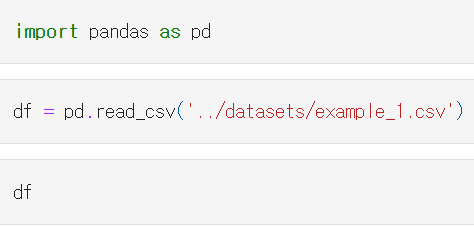 import pandas as pd
df = pd.read_csv('../datasets/example_1.csv')
df